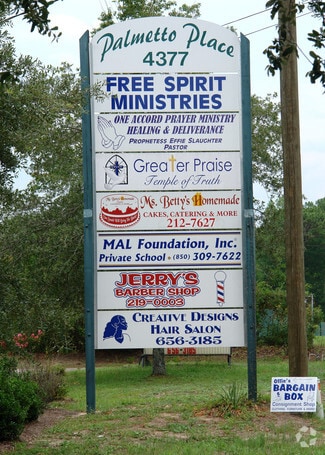 Palmetto Place
4377
FREE SPIRIT
MINISTRIES
ONE ACCORD PRAYER MINISTRY
HEALING & DELIVERANCE
PROPHETESS EFFIE SLAUGHTER
PASTOR
Greater Praise
Temple of Truth
Ms. Betty's Homemade
CAKES, CATERING & MORE
212-7627
MAL Foundation, Inc.
Private School • (850) 309-7622
JERRY'S
BARBER SHOP
219-0003
CREATIVE DESIGNS
HAIR SALON
656-3185
Ollie's
BARGAIN
BOX
Consignment Shop